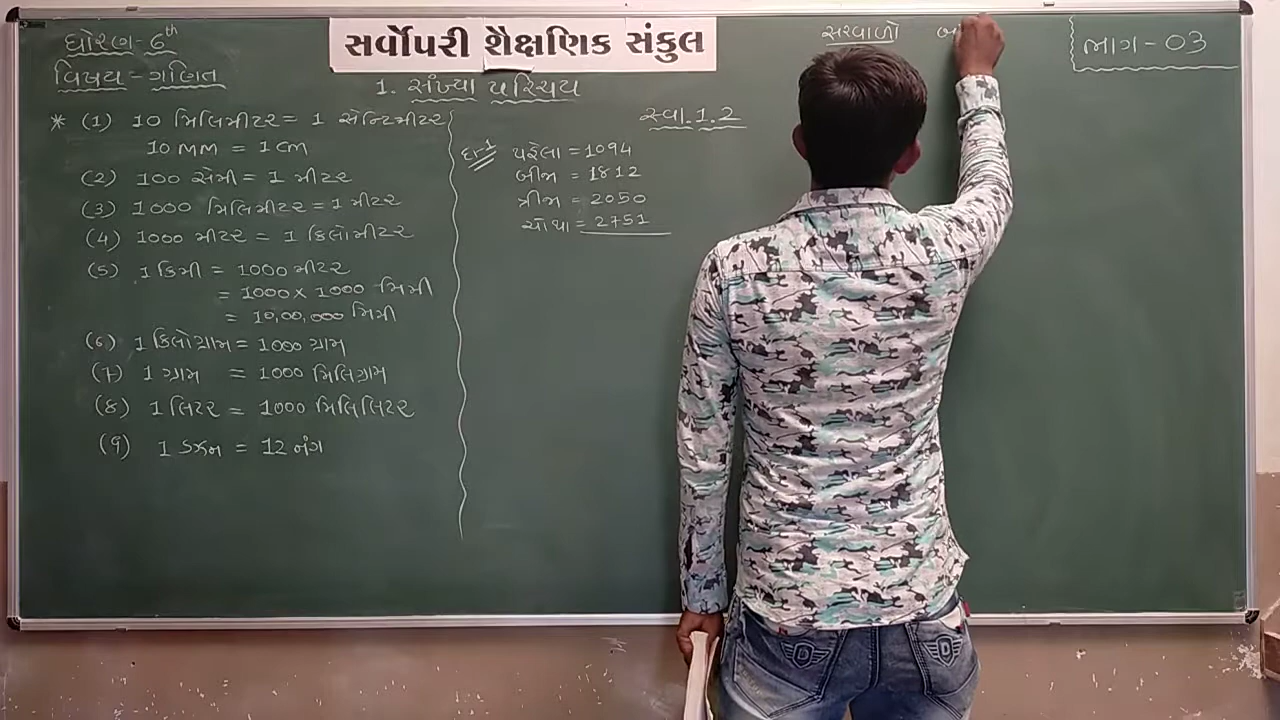 ધોરણ-6th
વિષય-ગણિત
સર્વોપરી શૈક્ષણિક સંકુલ
સરવાળો
ભાગ-03
1. સંખ્યા પરિચય
* (1) 10 મિલિમીટર = 1 સેન્ટિમીટર
10 MM = 1 CM
(2) 100 સેમી = 1 મીટર
(3) 1000 મિલિમીટર = 1 મીટર
(4) 1000 મીટર = 1 કિલોમીટર
(5) 1 કિમી = 1000 મીટર
= 1000 x 1000 મિમી
= 10,00,000 મિમી
(6) 1 કિલોગ્રામ = 1000 ગ્રામ
(7) 1 ગ્રામ = 1000 મિલિગ્રામ
(8) 1 લિટર = 1000 મિલિલિટર
(9) 1 ડઝન = 12 નંગ
સ્વા. 1.2
દા-1 પહેલા = 1094
બીજા = 1812
ત્રીજા = 2050
ચોથા = 2751